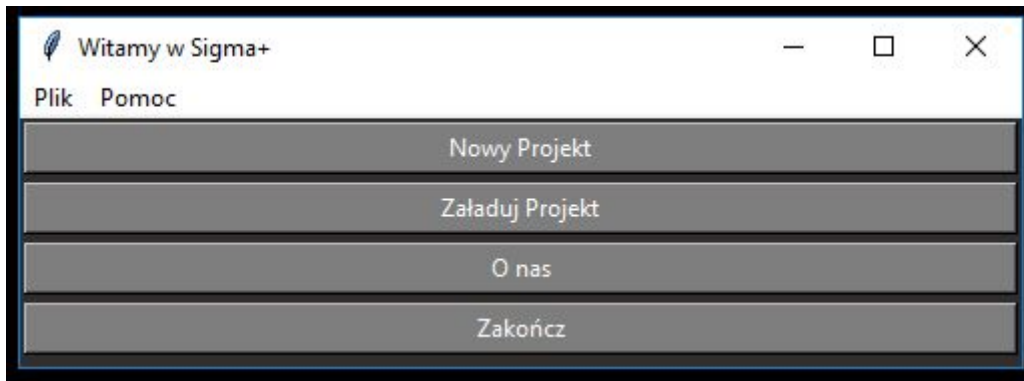 Witamy w Sigma+
Plik Pomoc
Nowy Projekt
Załaduj Projekt
O nas
Zakończ